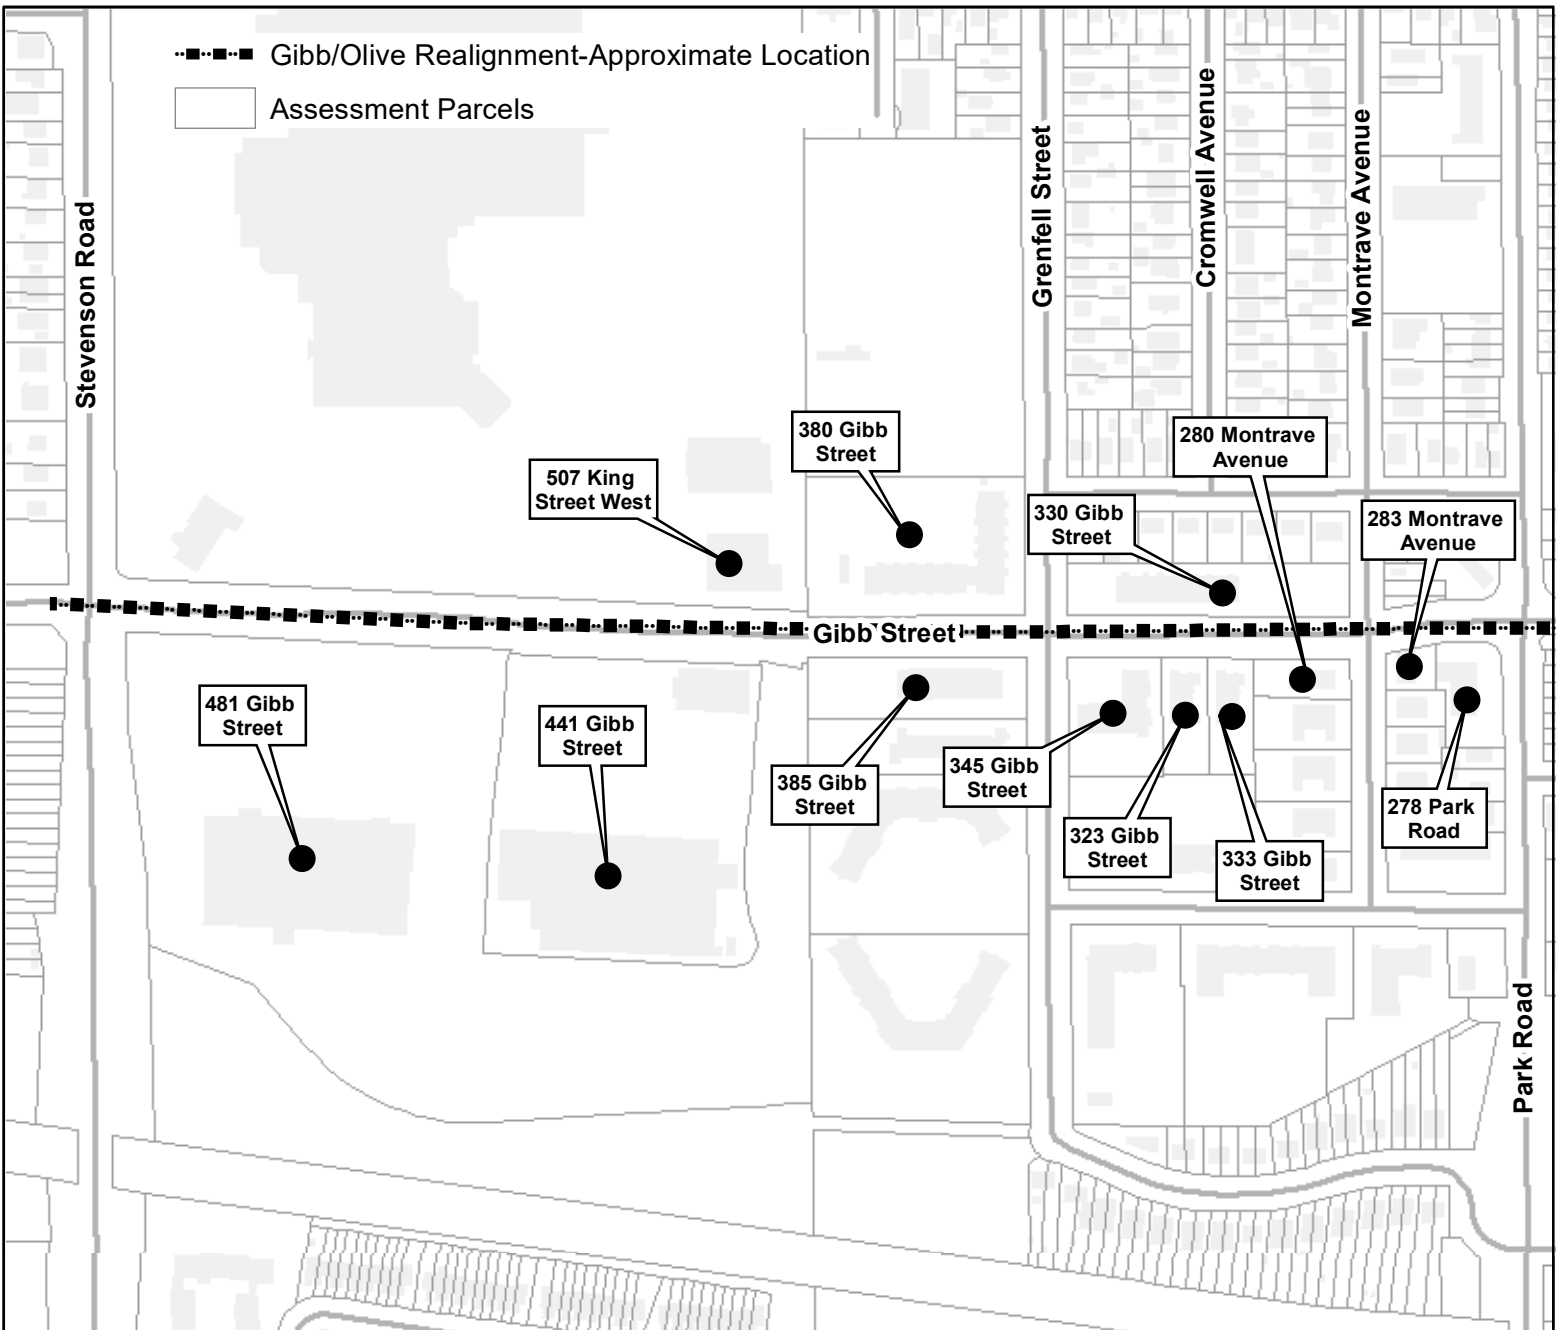 Gibb/Olive Realignment-Approximate Location
Assessment Parcels
Stevenson Road
Grenfell Street
Cromwell Avenue
Montrave Avenue
380 Gibb
Street
280 Montrave
Avenue
507 King
Street West
330 Gibb
Street
283 Montrave
Avenue
Gibb Street
481 Gibb
Street
441 Gibb
Street
385 Gibb
Street
345 Gibb
Street
323 Gibb
Street
333 Gibb
Street
278 Park
Road
Park Road